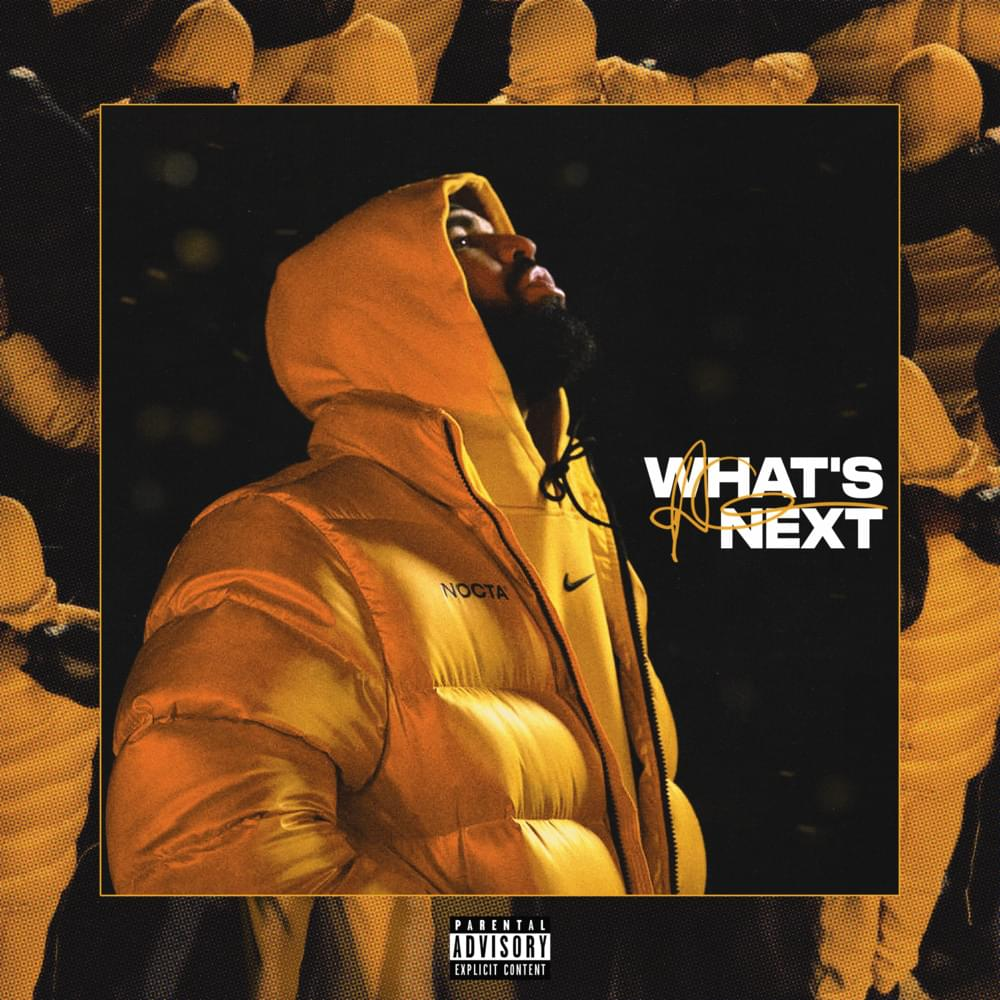 WHAT'S
NEXT
NOCTA
PARENTAL
ADVISORY
EXPLICIT CONTENT